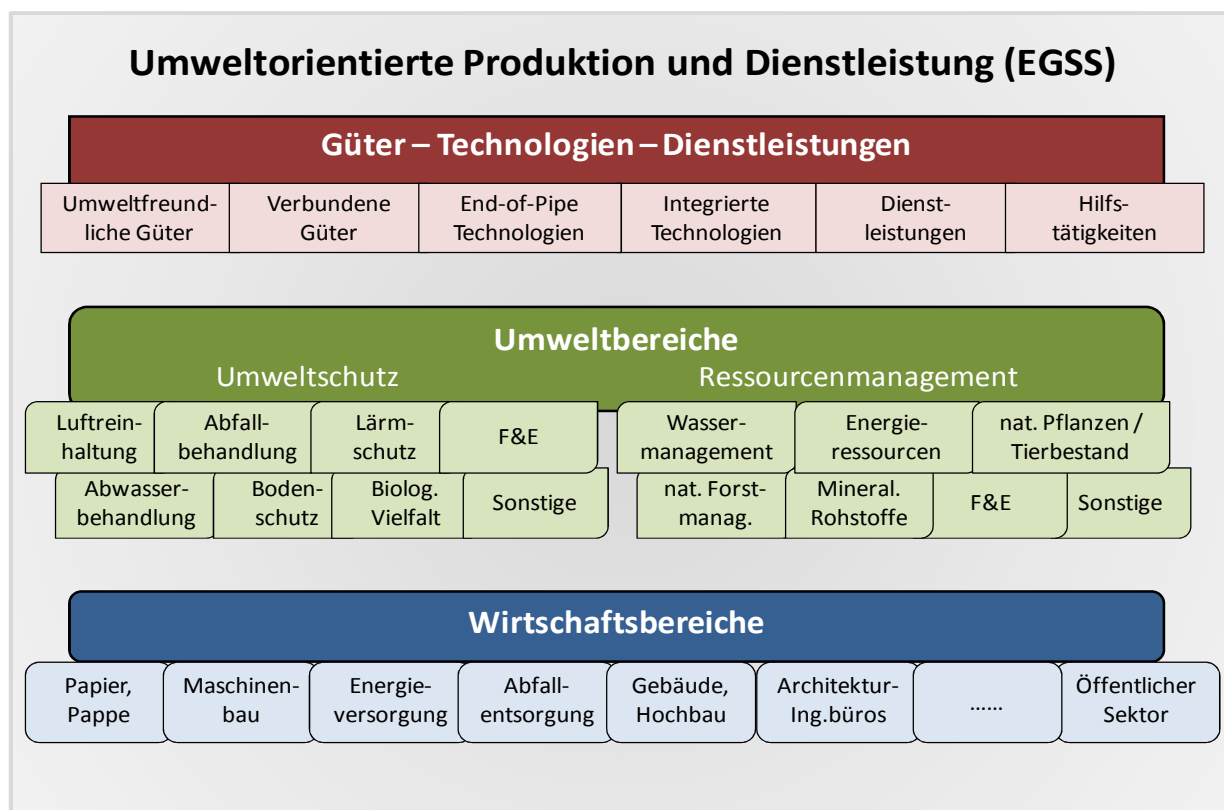 Umweltorientierte Produktion und Dienstleistung (EGSS)
Güter – Technologien – Dienstleistungen
Umweltfreund-
liche Güter
Verbundene
Güter
End-of-Pipe
Technologien
Integrierte
Technologien
Dienst-
leistungen
Hilfs-
tätigkeiten
Umweltbereiche
Umweltschutz
Ressourcenmanagement
Luftrein-
haltung
Abfall-
behandlung
Lärm-
schutz
F&E
Wasser-
management
Energie-
ressourcen
nat. Pflanzen /
Tierbestand
Abwasser-
behandlung
Boden-
schutz
Biolog.
Vielfalt
Sonstige
nat. Forst-
manag.
Mineral.
Rohstoffe
F&E
Sonstige
Wirtschaftsbereiche
Papier,
Pappe
Maschinen-
bau
Energie-
versorgung
Abfall-
entsorgung
Gebäude,
Hochbau
Architektur-
Ing.büros
......
Öffentlicher
Sektor